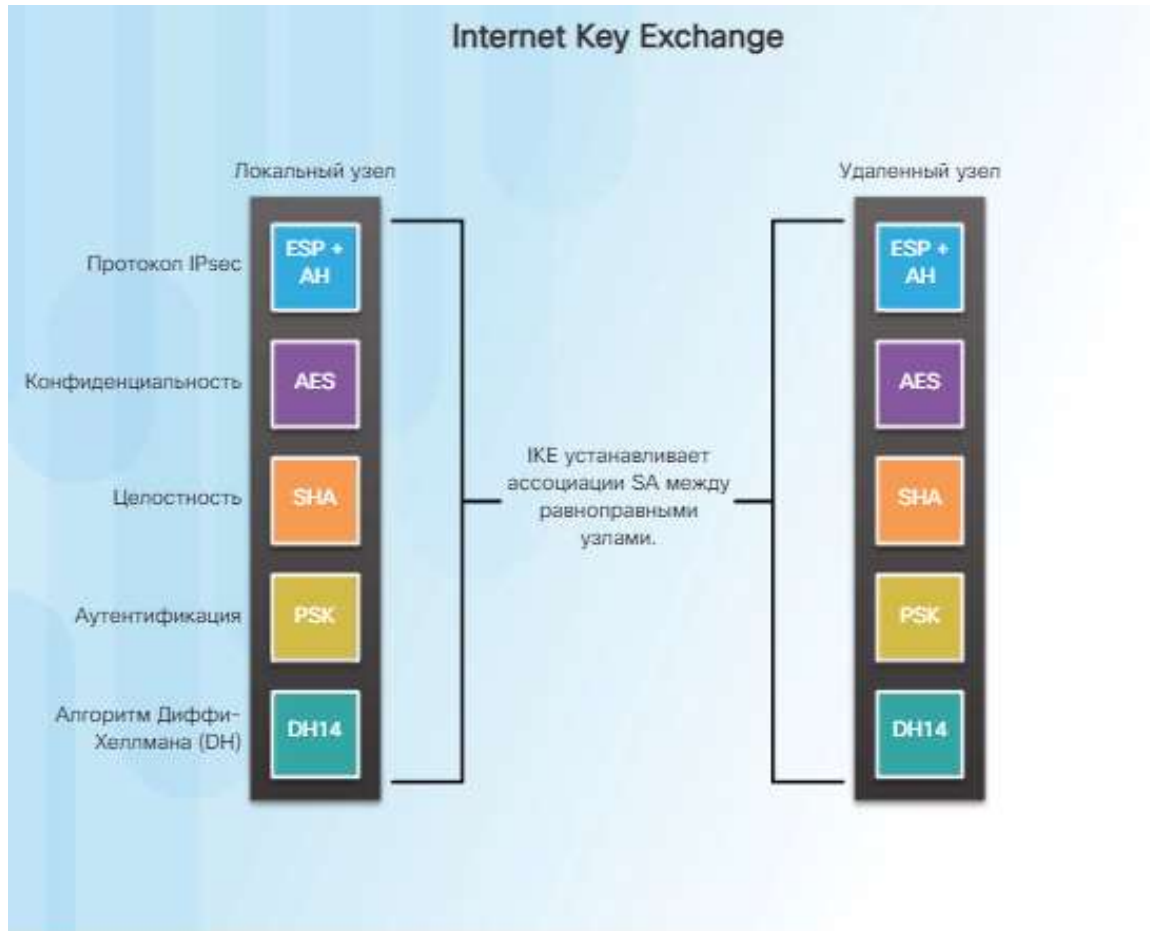 Internet Key Exchange
Локальный узел
Удаленный узел
Протокол IPsec
ESP +
AH
ESP +
AH
Конфиденциальность
AES
AES
IKE устанавливает
ассоциации SA между
равноправными
узлами.
Целостность
SHA
SHA
Аутентификация
PSK
PSK
Алгоритм Диффи-
Хеллмана (DH)
DH14
DH14